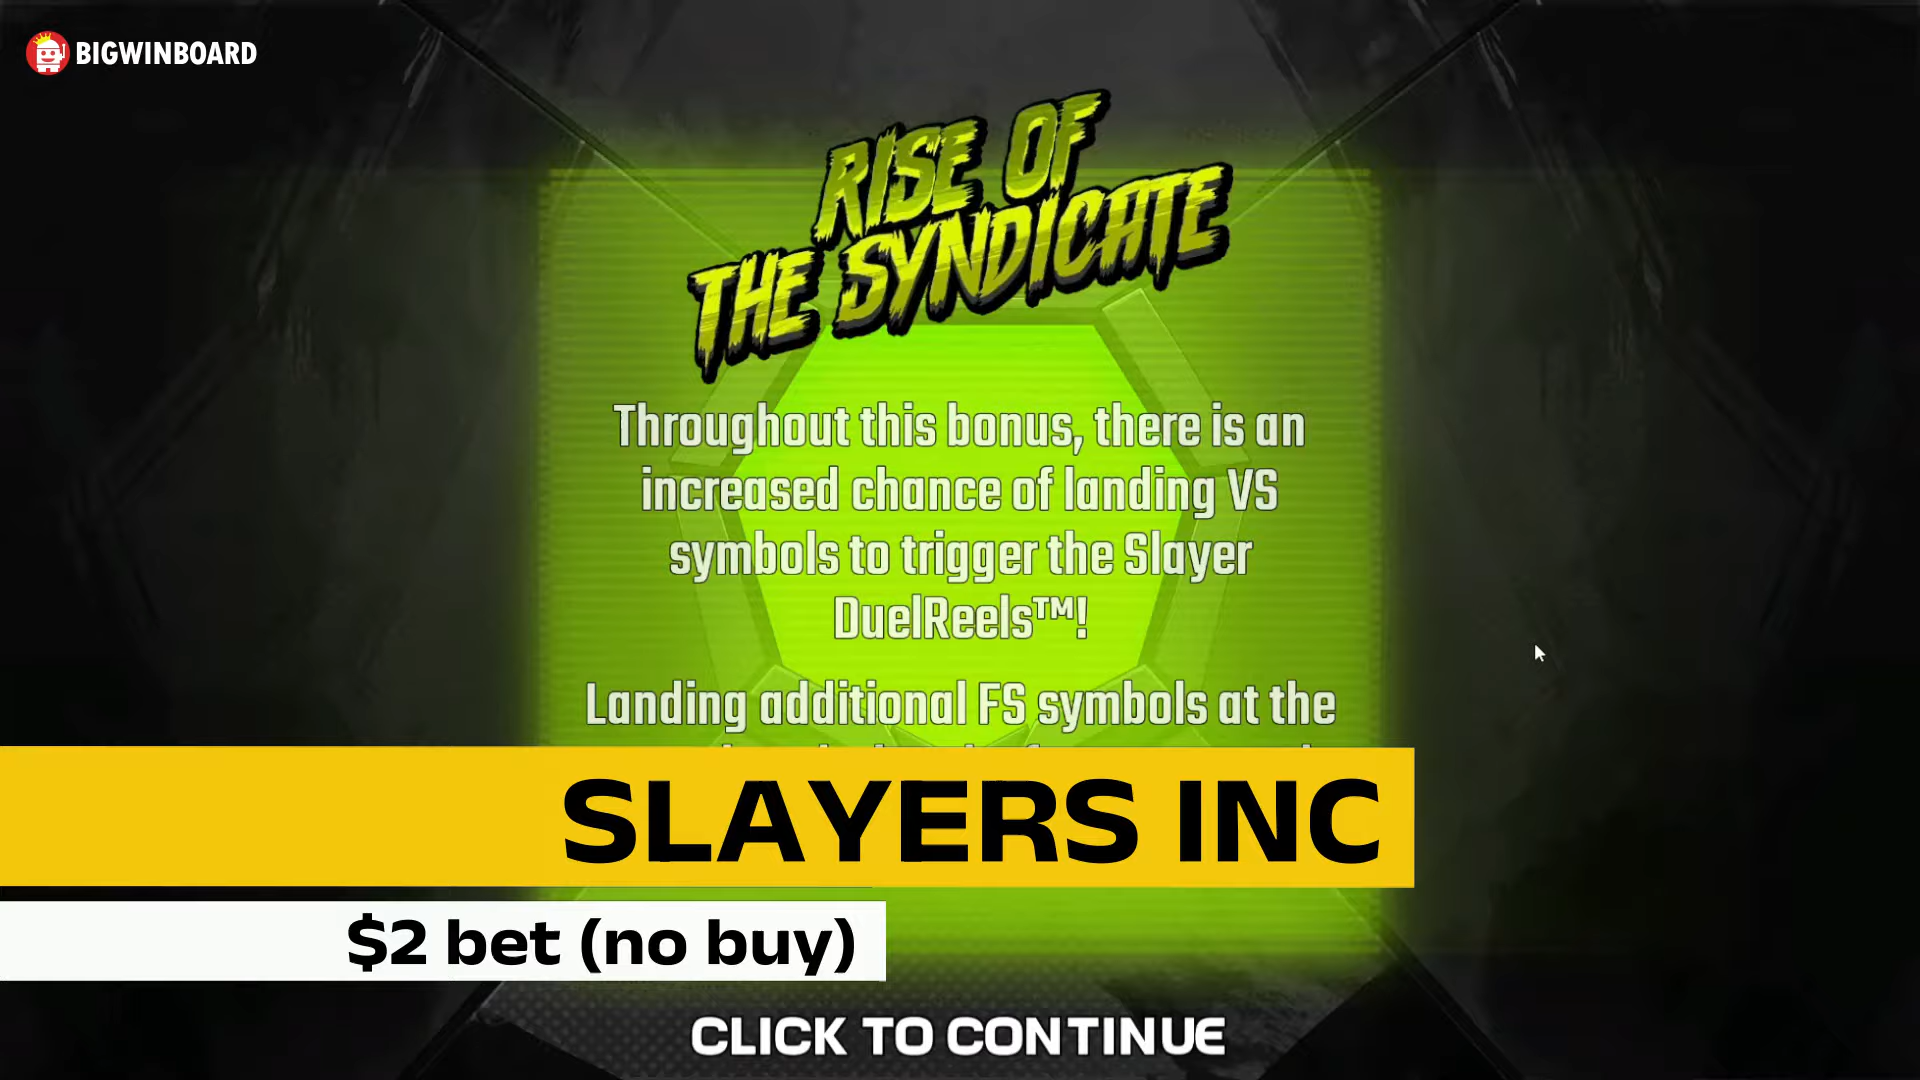 BIGWINBOARD
RISE OF
THE SYNDICATE
Throughout this bonus, there is an
increased chance of landing VS
symbols to trigger the Slayer
DuelReels™!
Landing additional FS symbols at the
SLAYERS INC
$2 bet (no buy)
CLICK TO CONTINUE